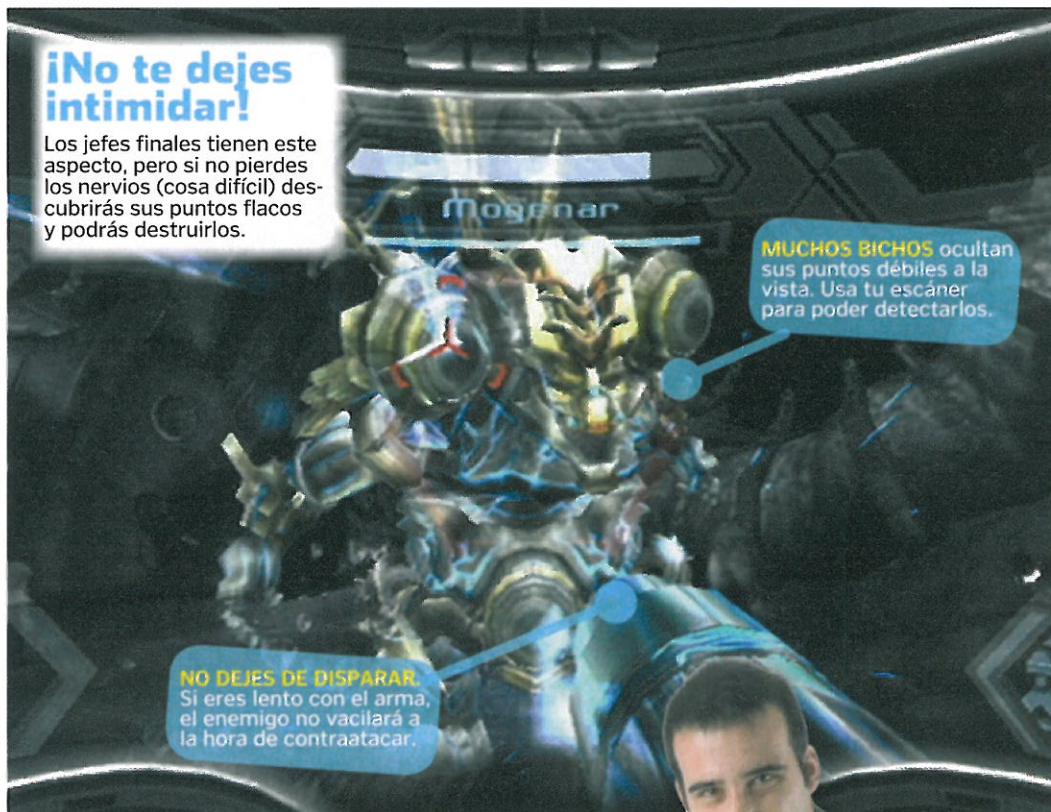 ¡No te dejes
intimidar!
Los jefes finales tienen este
aspecto, pero si no pierdes
los nervios (cosa difícil) des-
cubrirás sus puntos flacos
y podrás destruirlos.
Mogenar
MUCHOS BICHOS ocultan
sus puntos débiles a la
vista. Usa tu escáner
para poder detectarlos.
NO DEJES DE DISPARAR.
Si eres lento con el arma,
el enemigo no vacilará a
la hora de contraatacar.